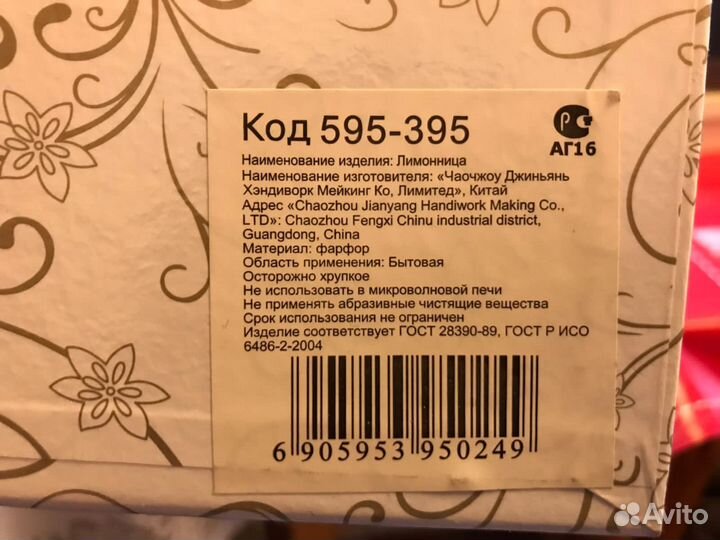 Код 595-395
АГ16
Наименование изделия: Лимонница
Наименование изготовителя: «Чаочжоу Джиньянь
Хэндиворк Мейкинг Ко, Лимитед», Китай
Адрес «Chaozhou Jianyang Handiwork Making Co.,
LTD»: Chaozhou Fengxi Chinu industrial district,
Guangdong, China
Материал: фарфор
Область применения: Бытовая
Осторожно хрупкое
Не использовать в микроволновой печи
Не применять абразивные чистящие вещества
Срок использования не ограничен
Изделие соответствует ГОСТ 28390-89, ГОСТ Р ИСО
6486-2-2004
6 905953 950249
Avito